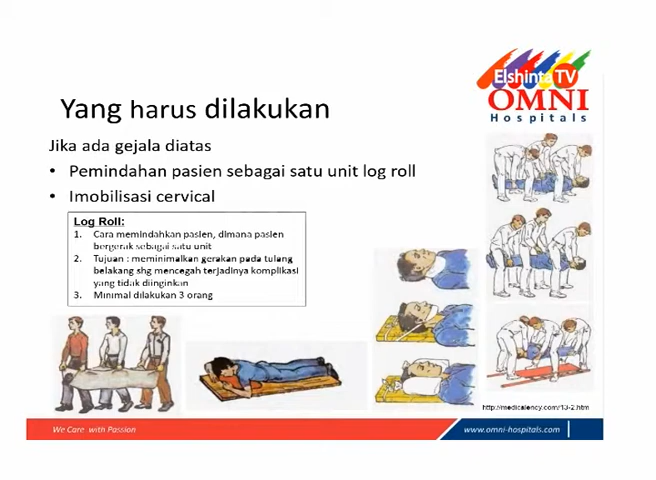 Elshinta TV
OMNI
Hospitals
Yang harus dilakukan
Jika ada gejala diatas
• Pemindahan pasien sebagai satu unit log roll
• Imobilisasi cervical
Log Roll:
1. Cara memindahkan pasien, dimana pasien
bergerak sebagai satu unit
2. Tujuan : meminimalkan gerakan pada tulang
belakang shg mencegah terjadinya komplikasi
yang tidak diinginkan
3. Minimal dilakukan 3 orang
http://medicalency.com/13-2.htm
We Care with Passion
www.omni-hospitals.com